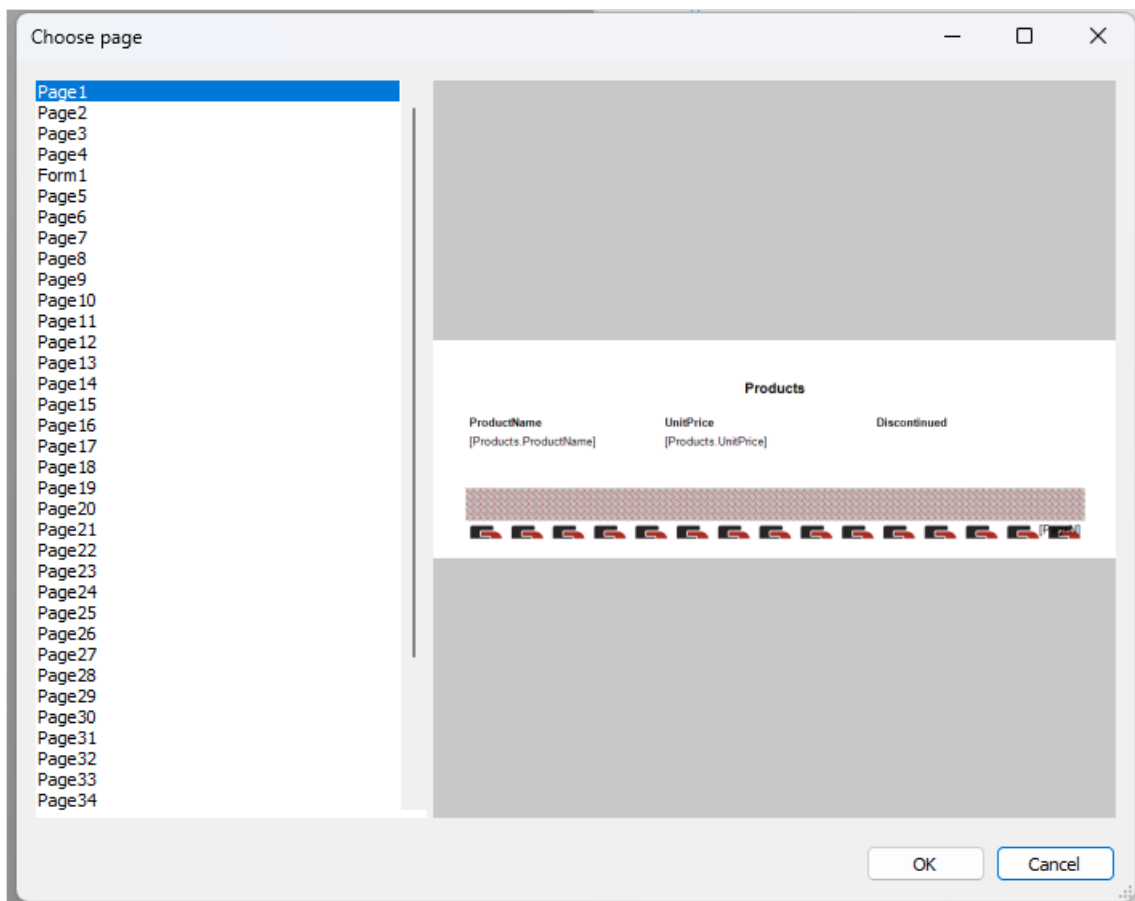 Choose page
Page1
Page2
Page3
Page4
Form1
Page5
Page6
Page7
Page8
Page9
Page10
Page11
Page12
Page13
Page14
Page15
Page16
Page17
Page18
Page19
Page20
Page21
Page22
Page23
Page24
Page25
Page26
Page27
Page28
Page29
Page30
Page31
Page32
Page33
Page34
Products
ProductName UnitPrice Discontinued
[Products.ProductName] [Products.UnitPrice]
OK Cancel